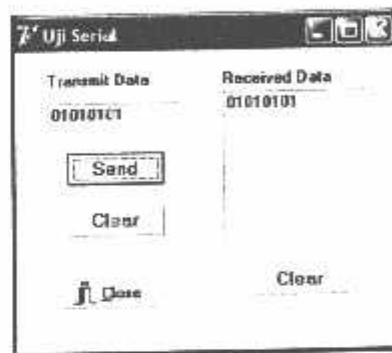 Uji Serial
Transmit Data
01010101
Send
Clear
Close
Received Data
01010101
Clear